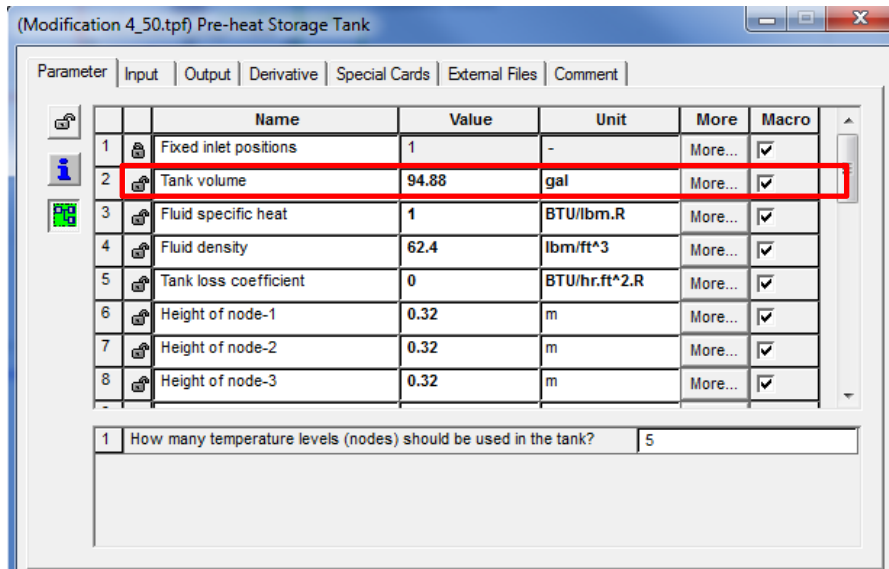 (Modification 4_50.tpf) Pre-heat Storage Tank
Parameter Input Output Derivative Special Cards External Files Comment
Name Value Unit More Macro
1 Fixed inlet positions 1 - More...
2 Tank volume 94.88 gal More...
3 Fluid specific heat 1 BTU/lbm.R More...
4 Fluid density 62.4 lbm/ft^3 More...
5 Tank loss coefficient 0 BTU/hr.ft^2.R More...
6 Height of node-1 0.32 m More...
7 Height of node-2 0.32 m More...
8 Height of node-3 0.32 m More...
1 How many temperature levels (nodes) should be used in the tank? 5